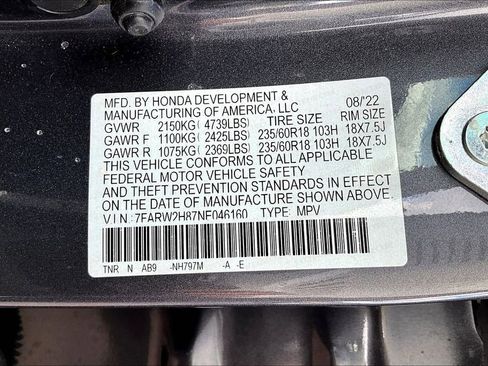 MFD. BY HONDA DEVELOPMENT & 08/'22
MANUFACTURING OF AMERICA, LLC
GVWR 2150KG( 4739LBS) TIRE SIZE RIM SIZE
GAWR F 1100KG( 2425LBS) 235/60R18 103H 18X7.5J
GAWR R 1075KG( 2369LBS) 235/60R18 103H 18X7.5J
THIS VEHICLE CONFORMS TO ALL APPLICABLE
FEDERAL MOTOR VEHICLE SAFETY
AND THEFT PREVENTION STANDARDS IN EFFECT
ON THE DATE OF MANUFACTURE SHOWN ABOVE.
V.I.N: 7FARW2H87NE046160 TYPE: MPV
TNR N AB9 -NH797M -A -E